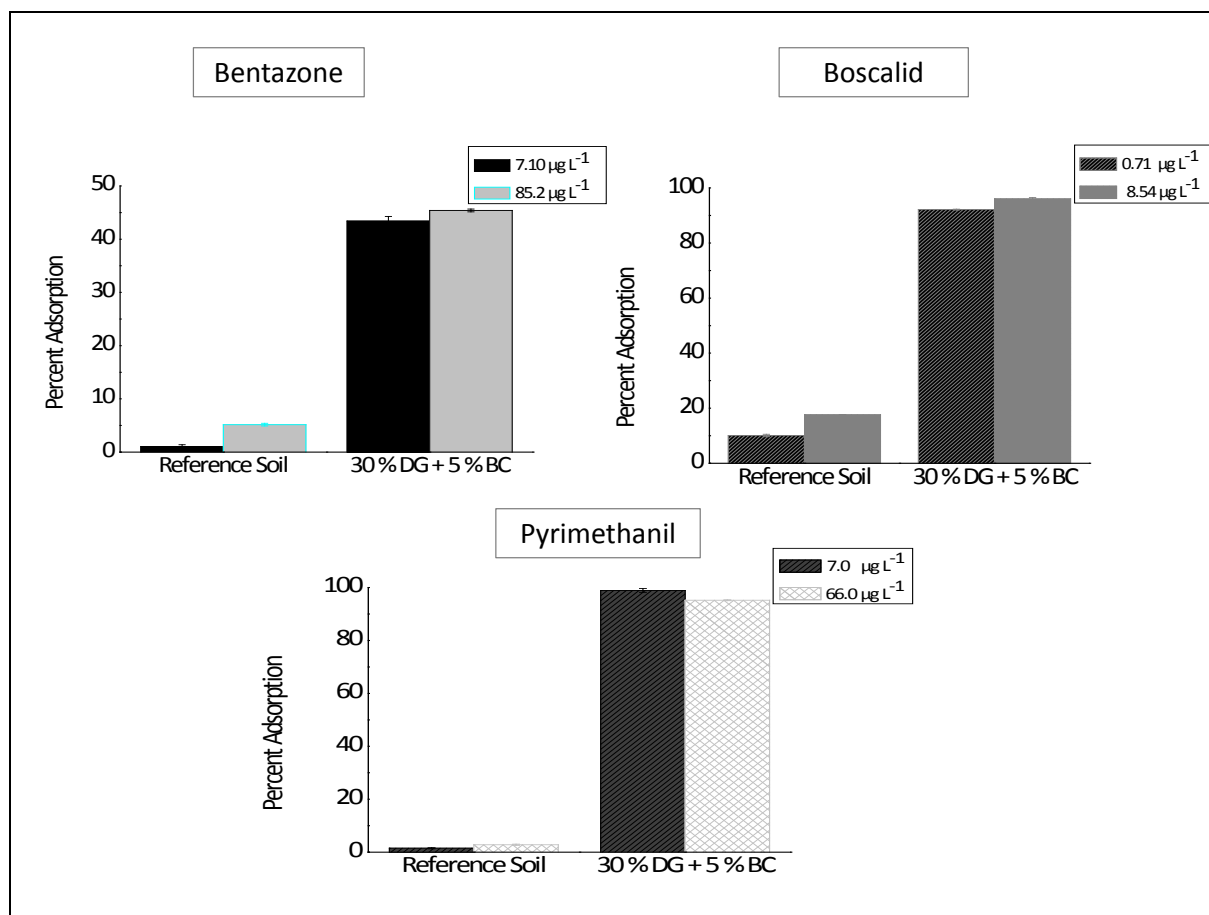 Bentazone
7.10 µg L⁻¹
85.2 µg L⁻¹
Percent Adsorption
50
40
30
20
10
0
Reference Soil
30 % DG + 5 % BC
Boscalid
0.71 µg L⁻¹
8.54 µg L⁻¹
Percent Adsorption
100
80
60
40
20
0
Reference Soil
30 % DG + 5 % BC
Pyrimethanil
7.0 µg L⁻¹
66.0 µg L⁻¹
Percent Adsorption
100
80
60
40
20
0
Reference Soil
30 % DG + 5 % BC